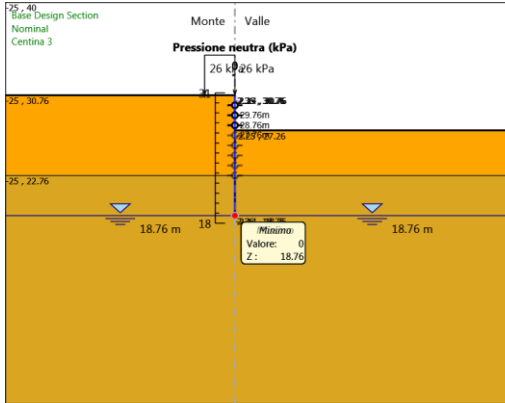 -25, 40
Base Design Section
Nominal
Centina 3
Monte
Valle
Pressione neutra (kPa)
26 kPa
26 kPa
-25, 30.76
29.76m
28.76m
-25, 22.76
18
18.76 m
18.76 m
Minimo
Valore: 0
Z : 18.76